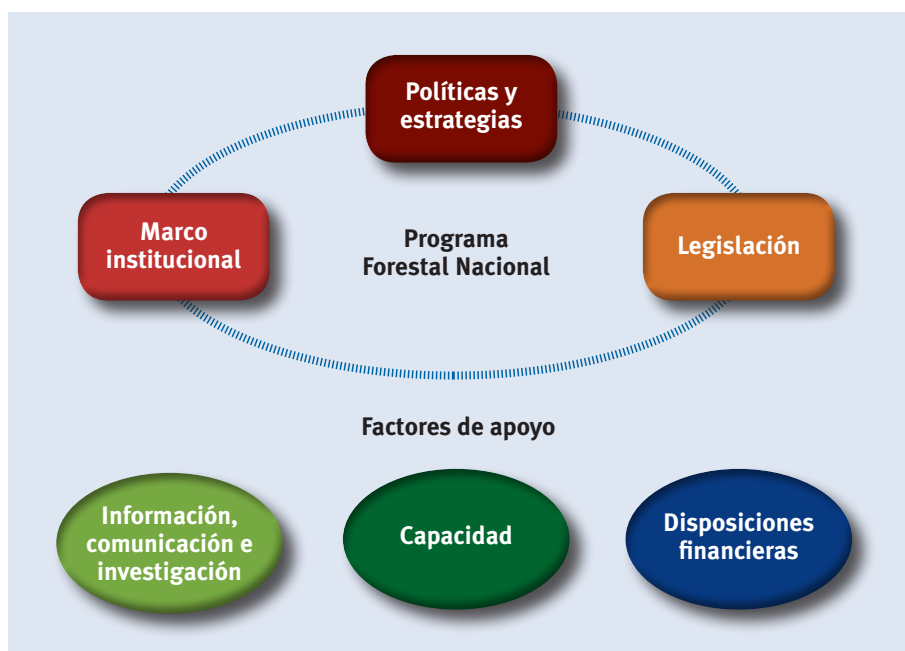 Políticas y
estrategias
Marco
institucional
Programa
Forestal Nacional
Legislación
Factores de apoyo
Información,
comunicación e
investigación
Capacidad
Disposiciones
financieras